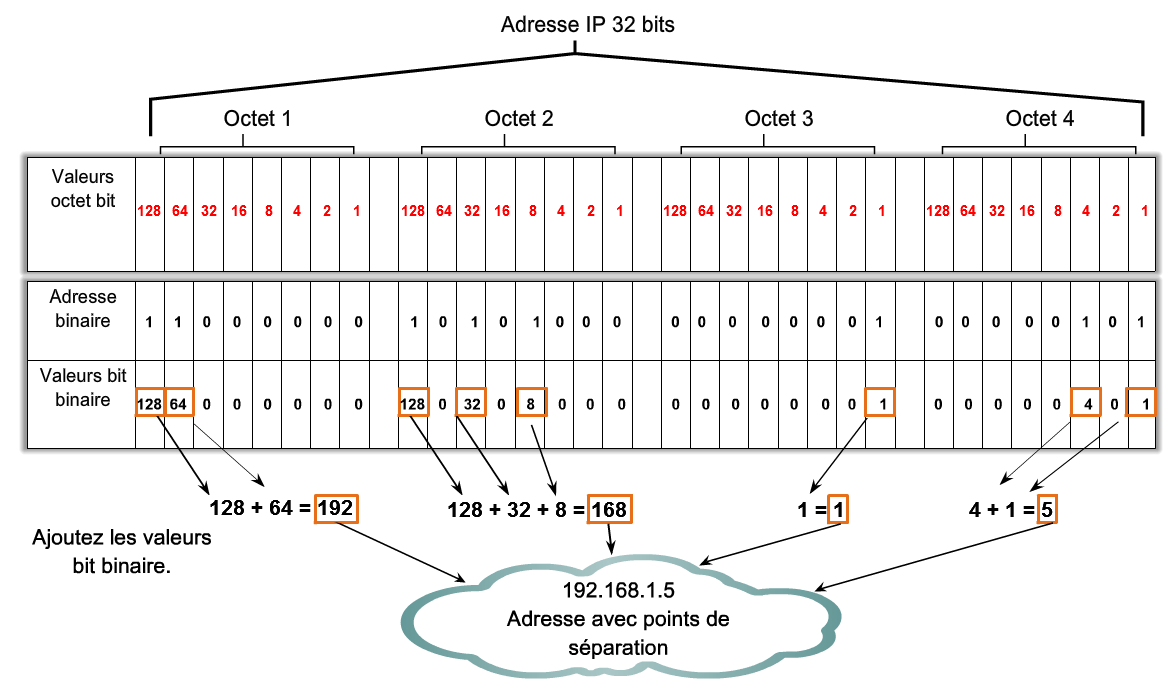 Adresse IP 32 bits
Octet 1 Octet 2 Octet 3 Octet 4
Valeurs
octet bit
128 64 32 16 8 4 2 1 128 64 32 16 8 4 2 1 128 64 32 16 8 4 2 1 128 64 32 16 8 4 2 1
Adresse
binaire
1 1 0 0 0 0 0 0 1 0 1 0 1 0 0 0 0 0 0 0 0 0 0 1 0 0 0 0 0 1 0 1
Valeurs bit
binaire
128 64 0 0 0 0 0 0 128 0 32 0 8 0 0 0 0 0 0 0 0 0 0 1 0 0 0 0 0 4 0 1
128 + 64 = 192 128 + 32 + 8 = 168 1 = 1 4 + 1 = 5
Ajoutez les valeurs
bit binaire.
192.168.1.5
Adresse avec points de
séparation